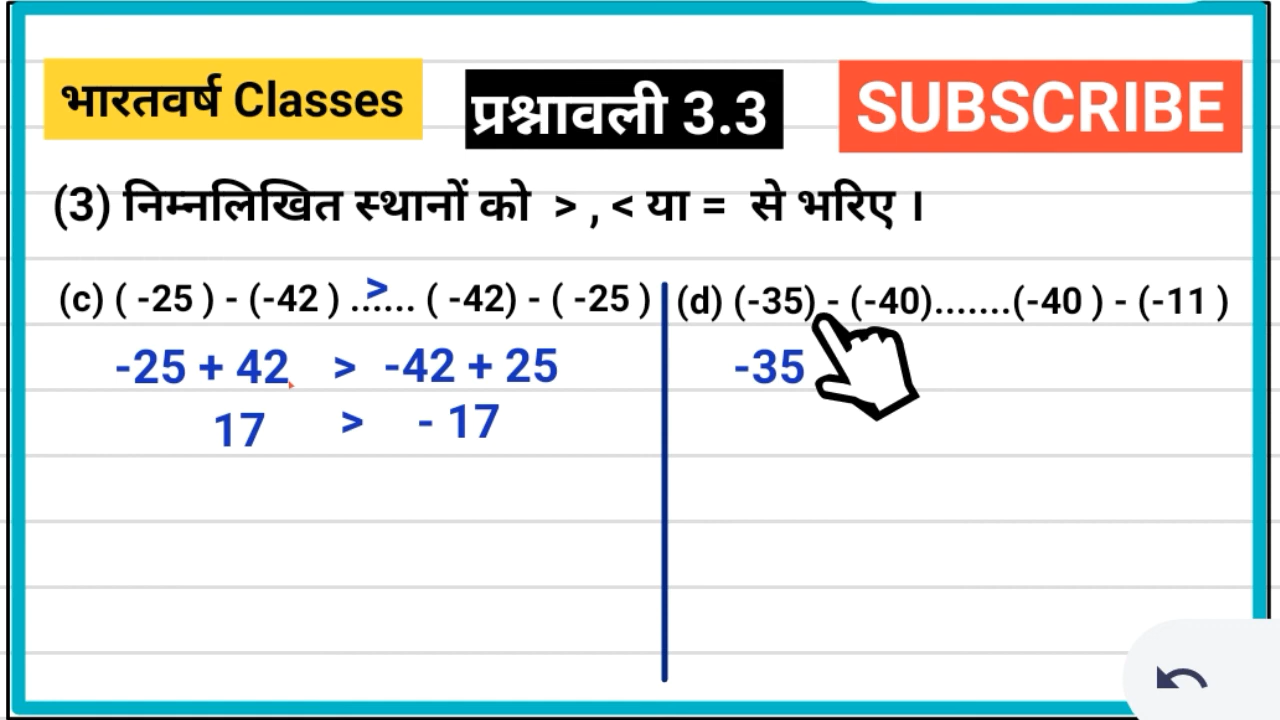 भारतवर्ष Classes
प्रश्नावली 3.3
SUBSCRIBE
(3) निम्नलिखित स्थानों को > , < या = से भरिए ।
(c) ( -25 ) - (-42 ) ...... ( -42) - ( -25 )
>
-25 + 42 > -42 + 25
17 > - 17
(d) (-35) - (-40).......(-40 ) - (-11 )
-35